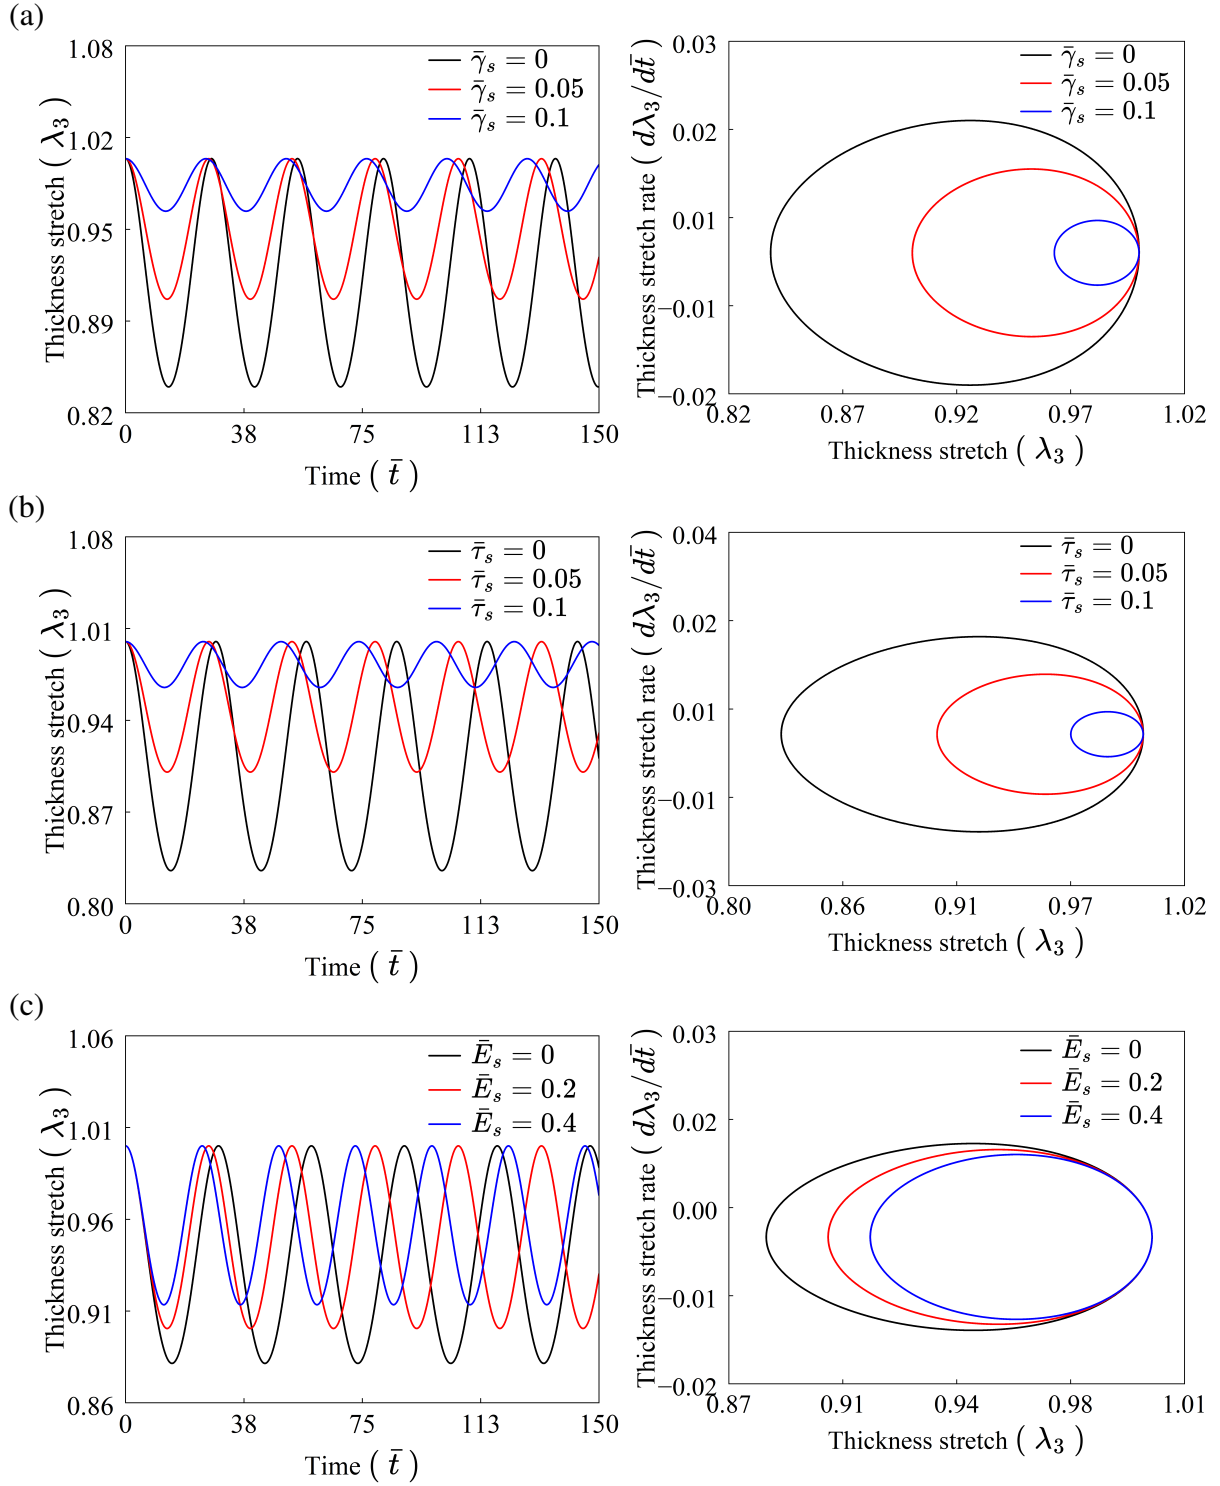 (a)
1.08
1.02
0.95
0.89
0.82
0
38
75
113
150
Thickness stretch ( λ₃ )
Time ( t̄ )
γ̄ₛ = 0
γ̄ₛ = 0.05
γ̄ₛ = 0.1
0.03
0.02
0.01
−0.01
−0.02
0.82
0.87
0.92
0.97
1.02
Thickness stretch rate ( dλ₃/dt̄ )
Thickness stretch ( λ₃ )
γ̄ₛ = 0
γ̄ₛ = 0.05
γ̄ₛ = 0.1
(b)
1.08
1.01
0.94
0.87
0.80
0
38
75
113
150
Thickness stretch ( λ₃ )
Time ( t̄ )
τ̄ₛ = 0
τ̄ₛ = 0.05
τ̄ₛ = 0.1
0.04
0.02
0.01
−0.01
−0.03
0.80
0.86
0.91
0.97
1.02
Thickness stretch rate ( dλ₃/dt̄ )
Thickness stretch ( λ₃ )
τ̄ₛ = 0
τ̄ₛ = 0.05
τ̄ₛ = 0.1
(c)
1.06
1.01
0.96
0.91
0.86
0
38
75
113
150
Thickness stretch ( λ₃ )
Time ( t̄ )
Ēₛ = 0
Ēₛ = 0.2
Ēₛ = 0.4
0.03
0.02
0.00
−0.01
−0.02
0.87
0.91
0.94
0.98
1.01
Thickness stretch rate ( dλ₃/dt̄ )
Thickness stretch ( λ₃ )
Ēₛ = 0
Ēₛ = 0.2
Ēₛ = 0.4